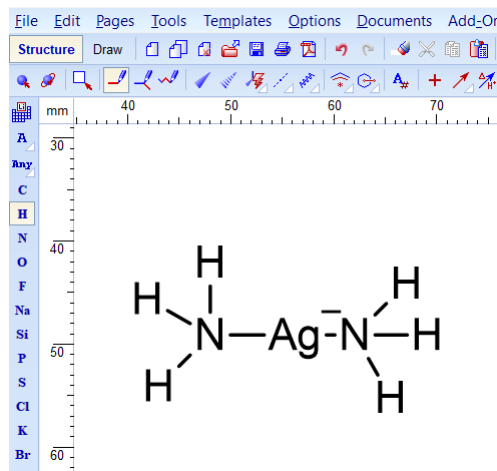 File Edit Pages Tools Templates Options Documents Add-On
Structure Draw
mm 40 50 60 70
A
Any
C
H
N
O
F
Na
Si
P
S
Cl
K
Br
30
40
50
60
H
H H
N Ag − N H
H H